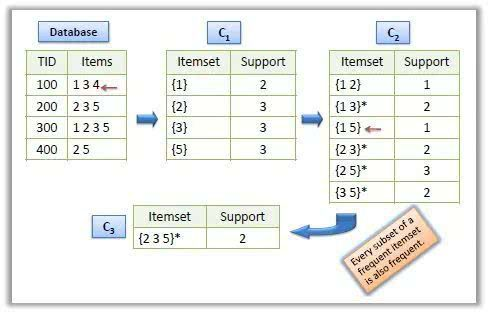 Database
C1
C2
TID Items
100 1 3 4
200 2 3 5
300 1 2 3 5
400 2 5
Itemset Support
{1} 2
{2} 3
{3} 3
{5} 3
Itemset Support
{1 2} 1
{1 3}* 2
{1 5} 1
{2 3}* 2
{2 5}* 3
{3 5}* 2
C3
Itemset Support
{2 3 5}* 2
Every subset of a
frequent itemset
is also frequent.